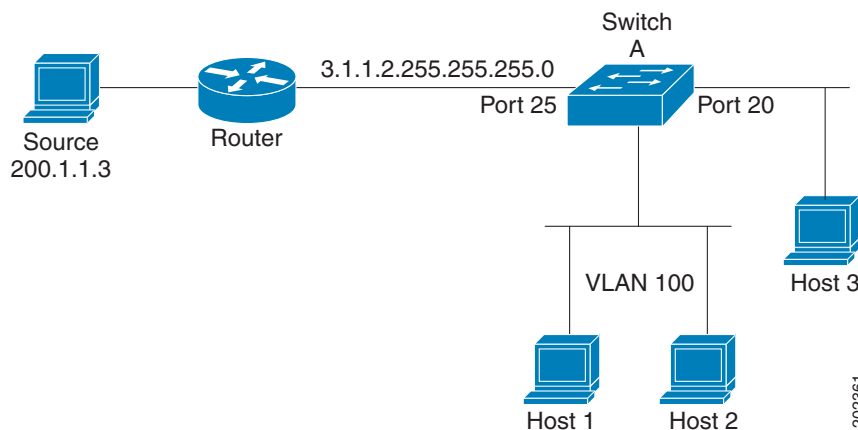 Switch
A
3.1.1.2.255.255.255.0
Port 25
Port 20
Source
200.1.1.3
Router
VLAN 100
Host 3
Host 1
Host 2